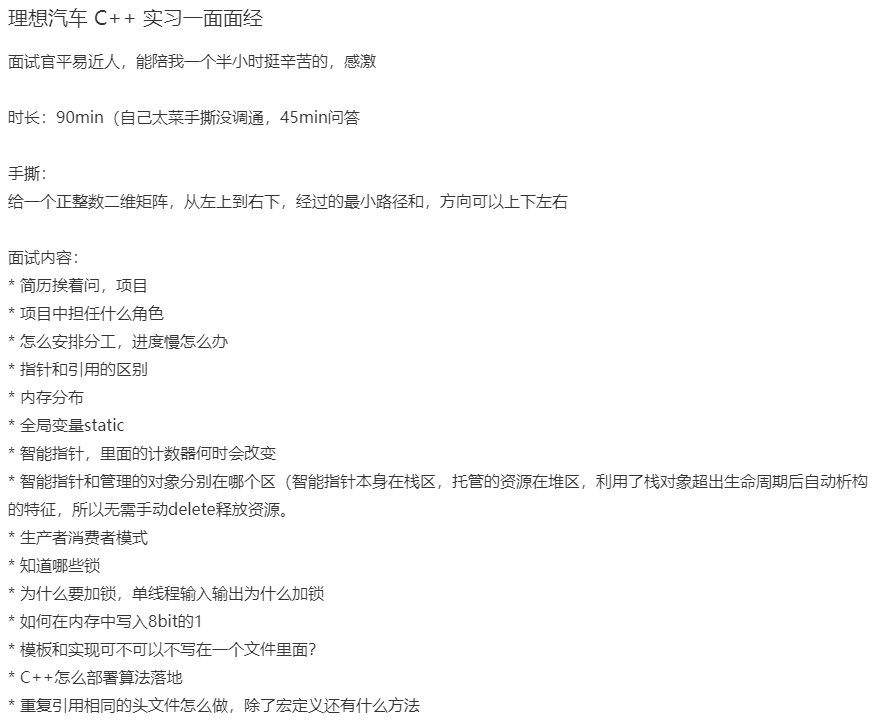 理想汽车 C++ 实习一面面经
面试官平易近人，能陪我一个半小时挺辛苦的，感激
时长：90min（自己太菜手撕没调通，45min问答
手撕：
给一个正整数二维矩阵，从左上到右下，经过的最小路径和，方向可以上下左右
面试内容：
* 简历挨着问，项目
* 项目中担任什么角色
* 怎么安排分工，进度慢怎么办
* 指针和引用的区别
* 内存分布
* 全局变量static
* 智能指针，里面的计数器何时会改变
* 智能指针和管理的对象分别在哪个区（智能指针本身在栈区，托管的资源在堆区，利用了栈对象超出生命周期后自动析构
的特征，所以无需手动delete释放资源。
* 生产者消费者模式
* 知道哪些锁
* 为什么要加锁，单线程输入输出为什么加锁
* 如何在内存中写入8bit的1
* 模板和实现可不可以不写在一个文件里面？
* C++怎么部署算法落地
* 重复引用相同的头文件怎么做，除了宏定义还有什么方法